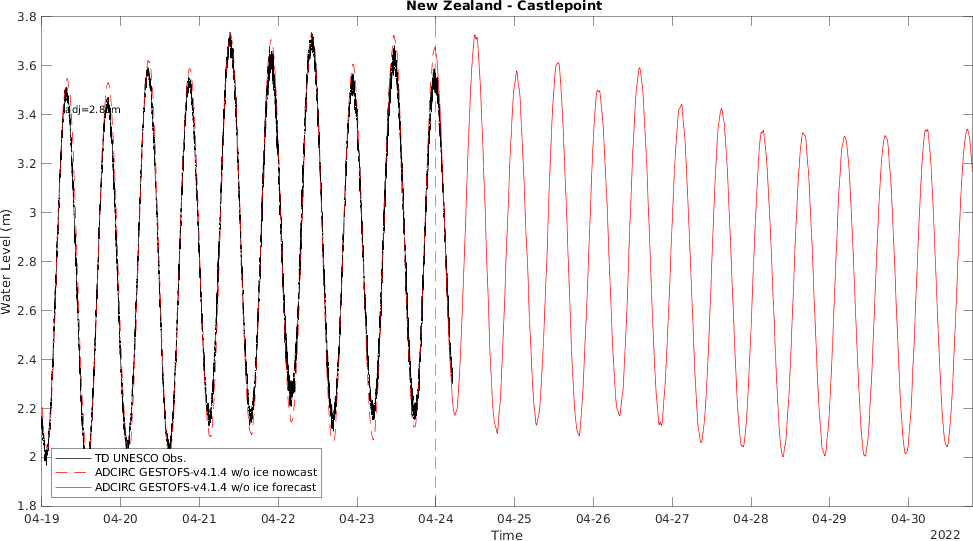 New Zealand - Castlepoint
3.8
3.6
3.4
3.2
3
2.8
2.6
2.4
2.2
2
1.8
Water Level (m)
TD UNESCO Obs.
ADCIRC GESTOFS-v4.1.4 w/o ice nowcast
ADCIRC GESTOFS-v4.1.4 w/o ice forecast
04-19 04-20 04-21 04-22 04-23 04-24 04-25 04-26 04-27 04-28 04-29 04-30
Time
2022